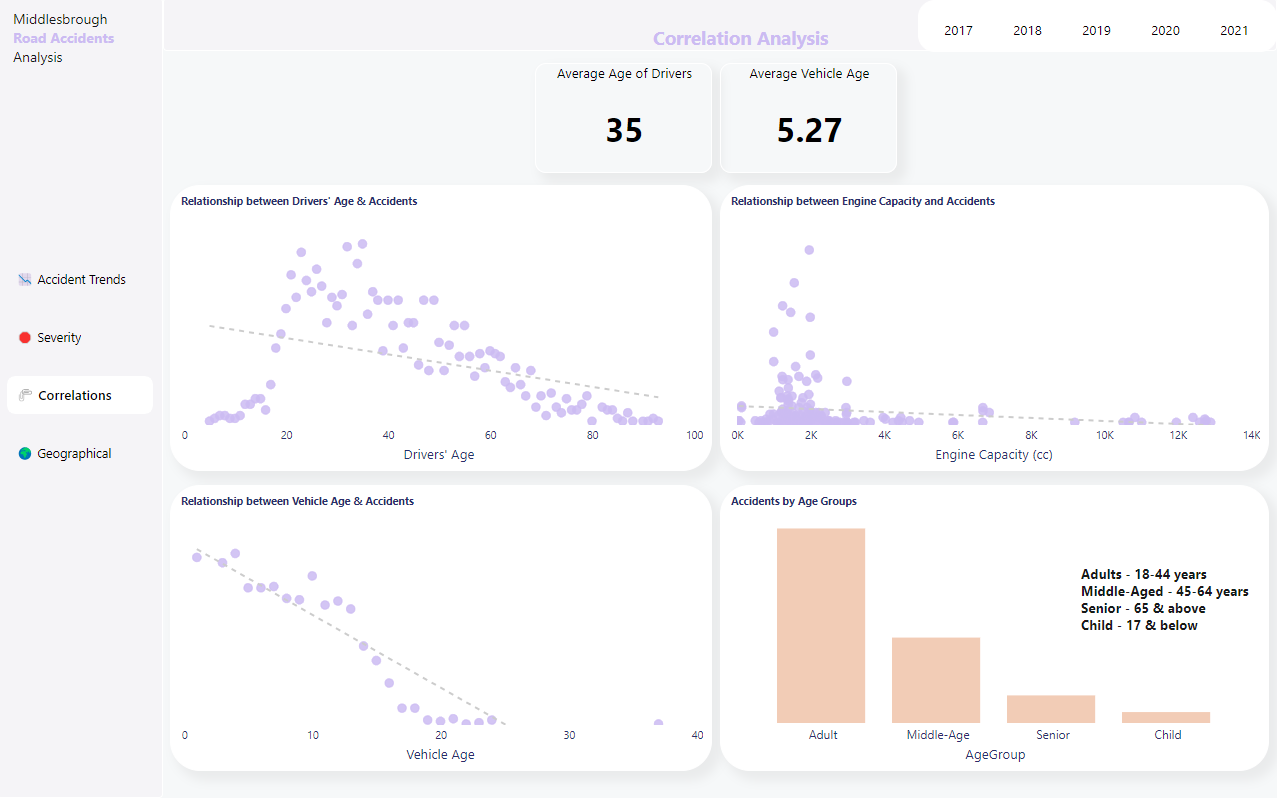 Middlesbrough
Road Accidents
Analysis
Correlation Analysis
2017 2018 2019 2020 2021
Average Age of Drivers
35
Average Vehicle Age
5.27
Accident Trends
Severity
Correlations
Geographical
Relationship between Drivers' Age & Accidents
0 20 40 60 80 100
Drivers' Age
Relationship between Engine Capacity and Accidents
0K 2K 4K 6K 8K 10K 12K 14K
Engine Capacity (cc)
Relationship between Vehicle Age & Accidents
0 10 20 30 40
Vehicle Age
Accidents by Age Groups
Adults - 18-44 years
Middle-Aged - 45-64 years
Senior - 65 & above
Child - 17 & below
Adult Middle-Age Senior Child
AgeGroup